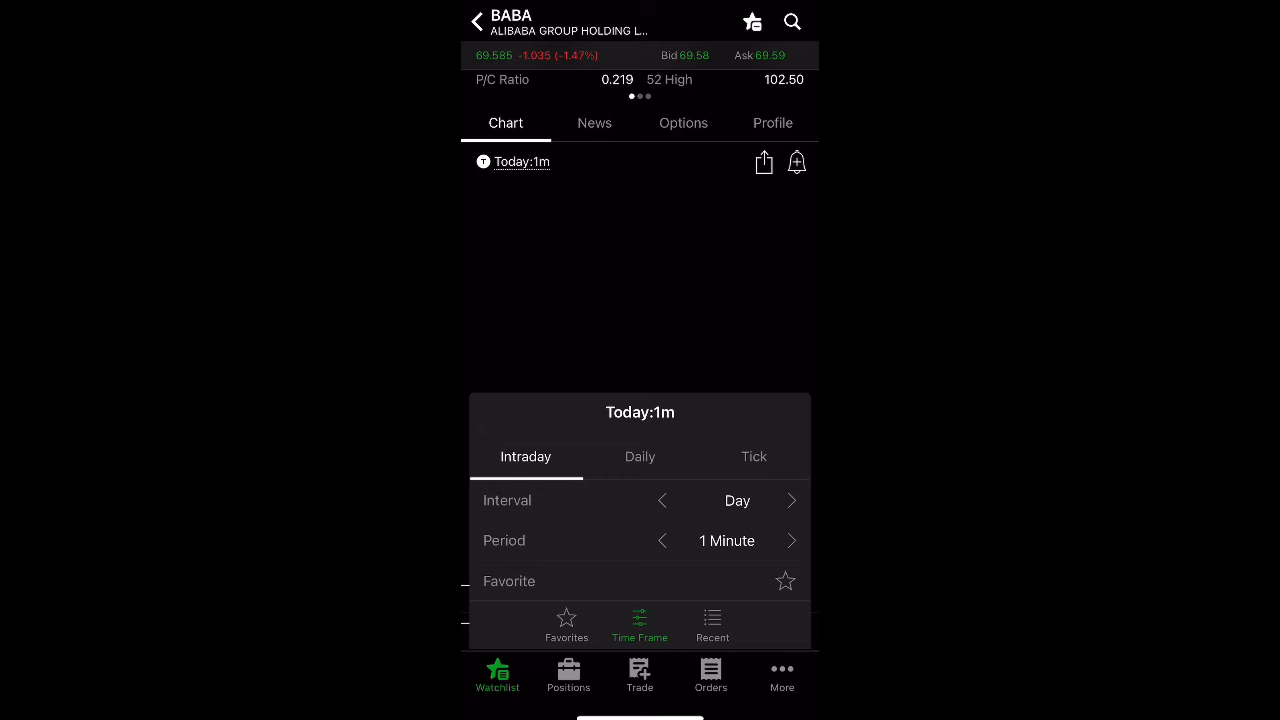 BABA
ALIBABA GROUP HOLDING L...
69.585 -1.035 (-1.47%) Bid 69.58 Ask 69.59
P/C Ratio 0.219 52 High 102.50
Chart News Options Profile
T Today:1m
Today:1m
Intraday Daily Tick
Interval Day
Period 1 Minute
Favorite
Favorites Time Frame Recent
Watchlist Positions Trade Orders More